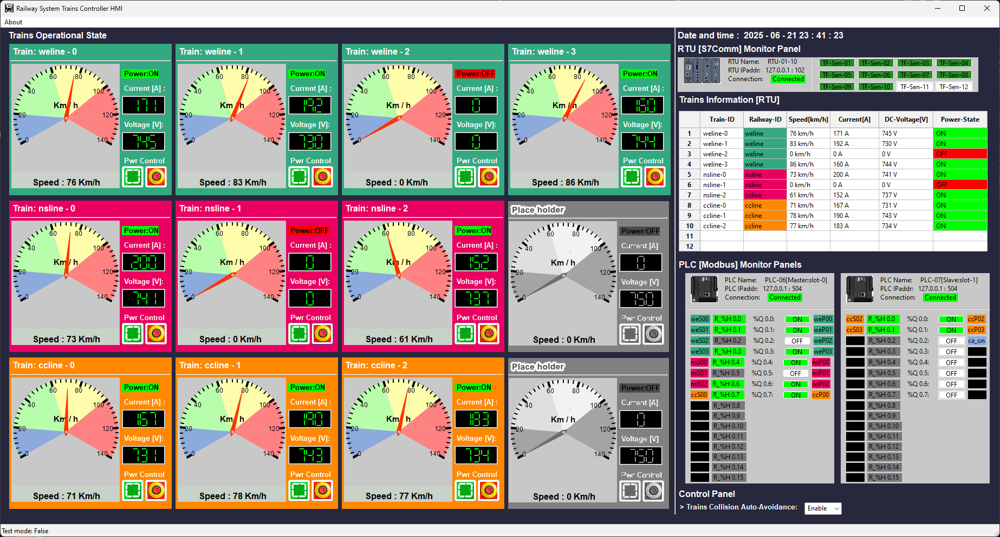 Railway System Trains Controller HMI
About
Trains Operational State
Train: weline - 0
0 20 40 60 80 100 120 140
Km / h
Speed : 76 Km/h
Power:ON
Current [A] :
171
Voltage [V]:
745
Pwr Control
Train: weline - 1
0 20 40 60 80 100 120 140
Km / h
Speed : 83 Km/h
Power:ON
Current [A] :
192
Voltage [V]:
730
Pwr Control
Train: weline - 2
0 20 40 60 80 100 120 140
Km / h
Speed : 0 Km/h
Power:OFF
Current [A] :
0
Voltage [V]:
0
Pwr Control
Train: weline - 3
0 20 40 60 80 100 120 140
Km / h
Speed : 86 Km/h
Power:ON
Current [A] :
160
Voltage [V]:
744
Pwr Control
Train: nsline - 0
0 20 40 60 80 100 120 140
Km / h
Speed : 73 Km/h
Power:ON
Current [A] :
200
Voltage [V]:
741
Pwr Control
Train: nsline - 1
0 20 40 60 80 100 120 140
Km / h
Speed : 0 Km/h
Power:OFF
Current [A] :
0
Voltage [V]:
0
Pwr Control
Train: nsline - 2
0 20 40 60 80 100 120 140
Km / h
Speed : 61 Km/h
Power:ON
Current [A] :
152
Voltage [V]:
737
Pwr Control
Place holder
0 20 40 60 80 100 120 140
Km / h
Speed : 0 Km/h
Power:OFF
Current [A] :
0
Voltage [V]:
750
Pwr Control
Train: ccline - 0
0 20 40 60 80 100 120 140
Km / h
Speed : 71 Km/h
Power:ON
Current [A] :
167
Voltage [V]:
731
Pwr Control
Train: ccline - 1
0 20 40 60 80 100 120 140
Km / h
Speed : 78 Km/h
Power:ON
Current [A] :
190
Voltage [V]:
743
Pwr Control
Train: ccline - 2
0 20 40 60 80 100 120 140
Km / h
Speed : 77 Km/h
Power:ON
Current [A] :
183
Voltage [V]:
734
Pwr Control
Place holder
0 20 40 60 80 100 120 140
Km / h
Speed : 0 Km/h
Power:OFF
Current [A] :
0
Voltage [V]:
750
Pwr Control
Date and time : 2025 - 06 - 21 23 : 41 : 23
RTU [S7Comm] Monitor Panel
RTU Name: RTU-01-10
RTU IPaddr: 127.0.0.1 : 102
Connection: Connected
TF-Sen-01 TF-Sen-02 TF-Sen-03 TF-Sen-04
TF-Sen-05 TF-Sen-06 TF-Sen-07 TF-Sen-08
TF-Sen-09 TF-Sen-10 TF-Sen-11 TF-Sen-12
Trains Information [RTU]
Train-ID Railway-ID Speed[km/h] Current[A] DC-Voltage[V] Power-State
1 weline-0 weline 76 km/h 171 A 745 V ON
2 weline-1 weline 83 km/h 192 A 730 V ON
3 weline-2 weline 0 km/h 0 A 0 V OFF
4 weline-3 weline 86 km/h 160 A 744 V ON
5 nsline-0 nsline 73 km/h 200 A 741 V ON
6 nsline-1 nsline 0 km/h 0 A 0 V OFF
7 nsline-2 nsline 61 km/h 152 A 737 V ON
8 ccline-0 ccline 71 km/h 167 A 731 V ON
9 ccline-1 ccline 78 km/h 190 A 743 V ON
10 ccline-2 ccline 77 km/h 183 A 734 V ON
11
12
PLC [Modbus] Monitor Panels
PLC Name: PLC-06[Master:slot-0]
PLC IPaddr: 127.0.0.1 : 504
Connection: Connected
weS00 R_%H 0.0 %Q 0.0: ON weP00
weS01 R_%H 0.1 %Q 0.1: ON weP01
weS02 R_%H 0.2 %Q 0.2: OFF weP02
weS03 R_%H 0.3 %Q 0.3: ON weP03
nsS00 R_%H 0.4 %Q 0.4: ON nsP00
nsS01 R_%H 0.5 %Q 0.5: OFF nsP01
nsS02 R_%H 0.6 %Q 0.6: ON nsP02
ccS00 R_%H 0.7 %Q 0.7: ON ccP00
R_%H 0.8
R_%H 0.9
R_%H 0.10
R_%H 0.11
R_%H 0.12
R_%H 0.13
R_%H 0.14
R_%H 0.15
PLC Name: PLC-07[Slave:slot-1]
PLC IPaddr: 127.0.0.1 : 504
Connection: Connected
ccS02 R_%H 0.0 %Q 0.0: ON ccP02
ccS03 R_%H 0.1 %Q 0.1: ON ccP03
R_%H 0.2 %Q 0.2: OFF ca_on
R_%H 0.3 %Q 0.3: OFF
R_%H 0.4 %Q 0.4: OFF
R_%H 0.5 %Q 0.5: OFF
R_%H 0.6 %Q 0.6: OFF
R_%H 0.7 %Q 0.7: OFF
R_%H 0.8
R_%H 0.9
R_%H 0.10
R_%H 0.11
R_%H 0.12
R_%H 0.13
R_%H 0.14
R_%H 0.15
Control Panel
> Trains Collision Auto-Avoidance: Enable
Test mode: False